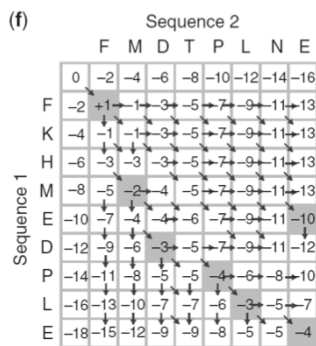 (f)
Sequence 2
F M D T P L N E
0 –2 –4 –6 –8 –10 –12 –14 –16
F –2 +1 –1 –3 –5 –7 –9 –11 –13
K –4 –1 –1 –3 –5 –7 –9 –11 –13
H –6 –3 –3 –3 –5 –7 –9 –11 –13
M –8 –5 –2 –4 –5 –7 –9 –11 –13
E –10 –7 –4 –4 –6 –7 –9 –11 –10
D –12 –9 –6 –3 –5 –7 –9 –11 –12
P –14 –11 –8 –5 –5 –4 –6 –8 –10
L –16 –13 –10 –7 –7 –6 –3 –5 –7
E –18 –15 –12 –9 –9 –8 –5 –5 –4
Sequence 1